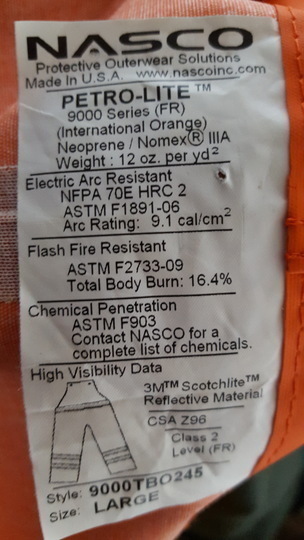 NASCO
Protective Outerwear Solutions
Made In U.S.A. www.nascoinc.com
PETRO-LITE™
9000 Series (FR)
(International Orange)
Neoprene / Nomex® IIIA
Weight : 12 oz. per yd²
Electric Arc Resistant
NFPA 70E HRC 2
ASTM F1891-06
Arc Rating: 9.1 cal/cm²
Flash Fire Resistant
ASTM F2733-09
Total Body Burn: 16.4%
Chemical Penetration
ASTM F903
Contact NASCO for a
complete list of chemicals.
High Visibility Data
3M™ Scotchlite™
Reflective Material
CSA Z96
Class 2
Level (FR)
Style: 9000TBO245
Size: LARGE